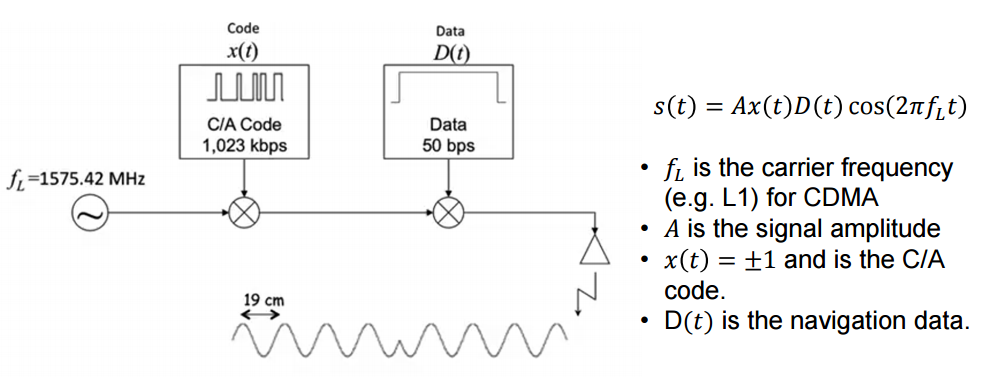 Code
x(t)
Data
D(t)
C/A Code
1,023 kbps
Data
50 bps
f_L=1575.42 MHz
19 cm
s(t) = Ax(t)D(t) cos(2πf_Lt)
• f_L is the carrier frequency
(e.g. L1) for CDMA
• A is the signal amplitude
• x(t) = ±1 and is the C/A
code.
• D(t) is the navigation data.